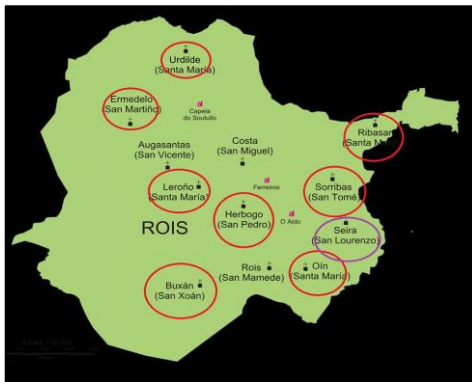 Urdilde
(Santa María)
Ermedelo
(San Martiño)
Capela
do Soutullo
Ribasar
(Santa
Augasantas
(San Vicente)
Costa
(San Miguel)
Leroño
(Santa María)
Ferreiros
Sorribas
(San Tomé)
Herbogo
(San Pedro)
O Aido
ROIS
Seira
(San Lourenzo)
Rois
(San Mamede)
Oín
(Santa María)
Buxán
(San Xoán)